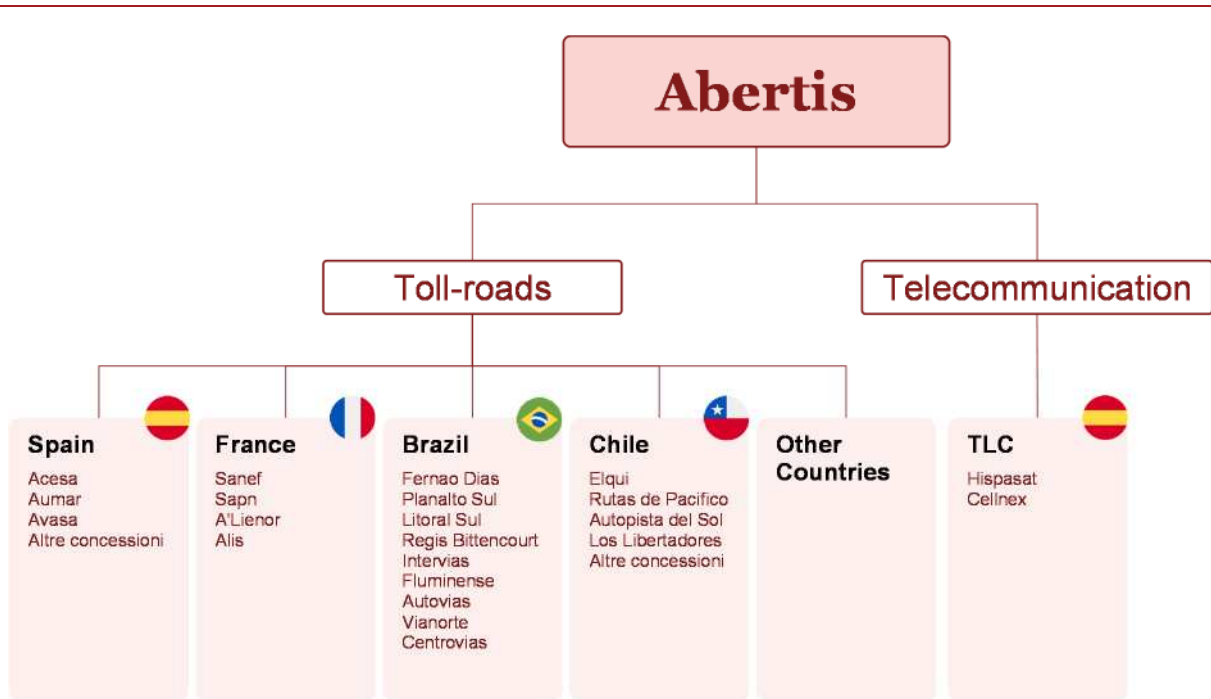 Abertis
Toll-roads
Telecommunication
Spain
Acesa
Aumar
Avasa
Altre concessioni
France
Sanef
Sapn
A'Lienor
Alis
Brazil
Fernao Dias
Planalto Sul
Litoral Sul
Regis Bittencourt
Intervias
Fluminense
Autovias
Vianorte
Centrovias
Chile
Elqui
Rutas de Pacifico
Autopista del Sol
Los Libertadores
Altre concessioni
Other
Countries
TLC
Hispasat
Cellnex